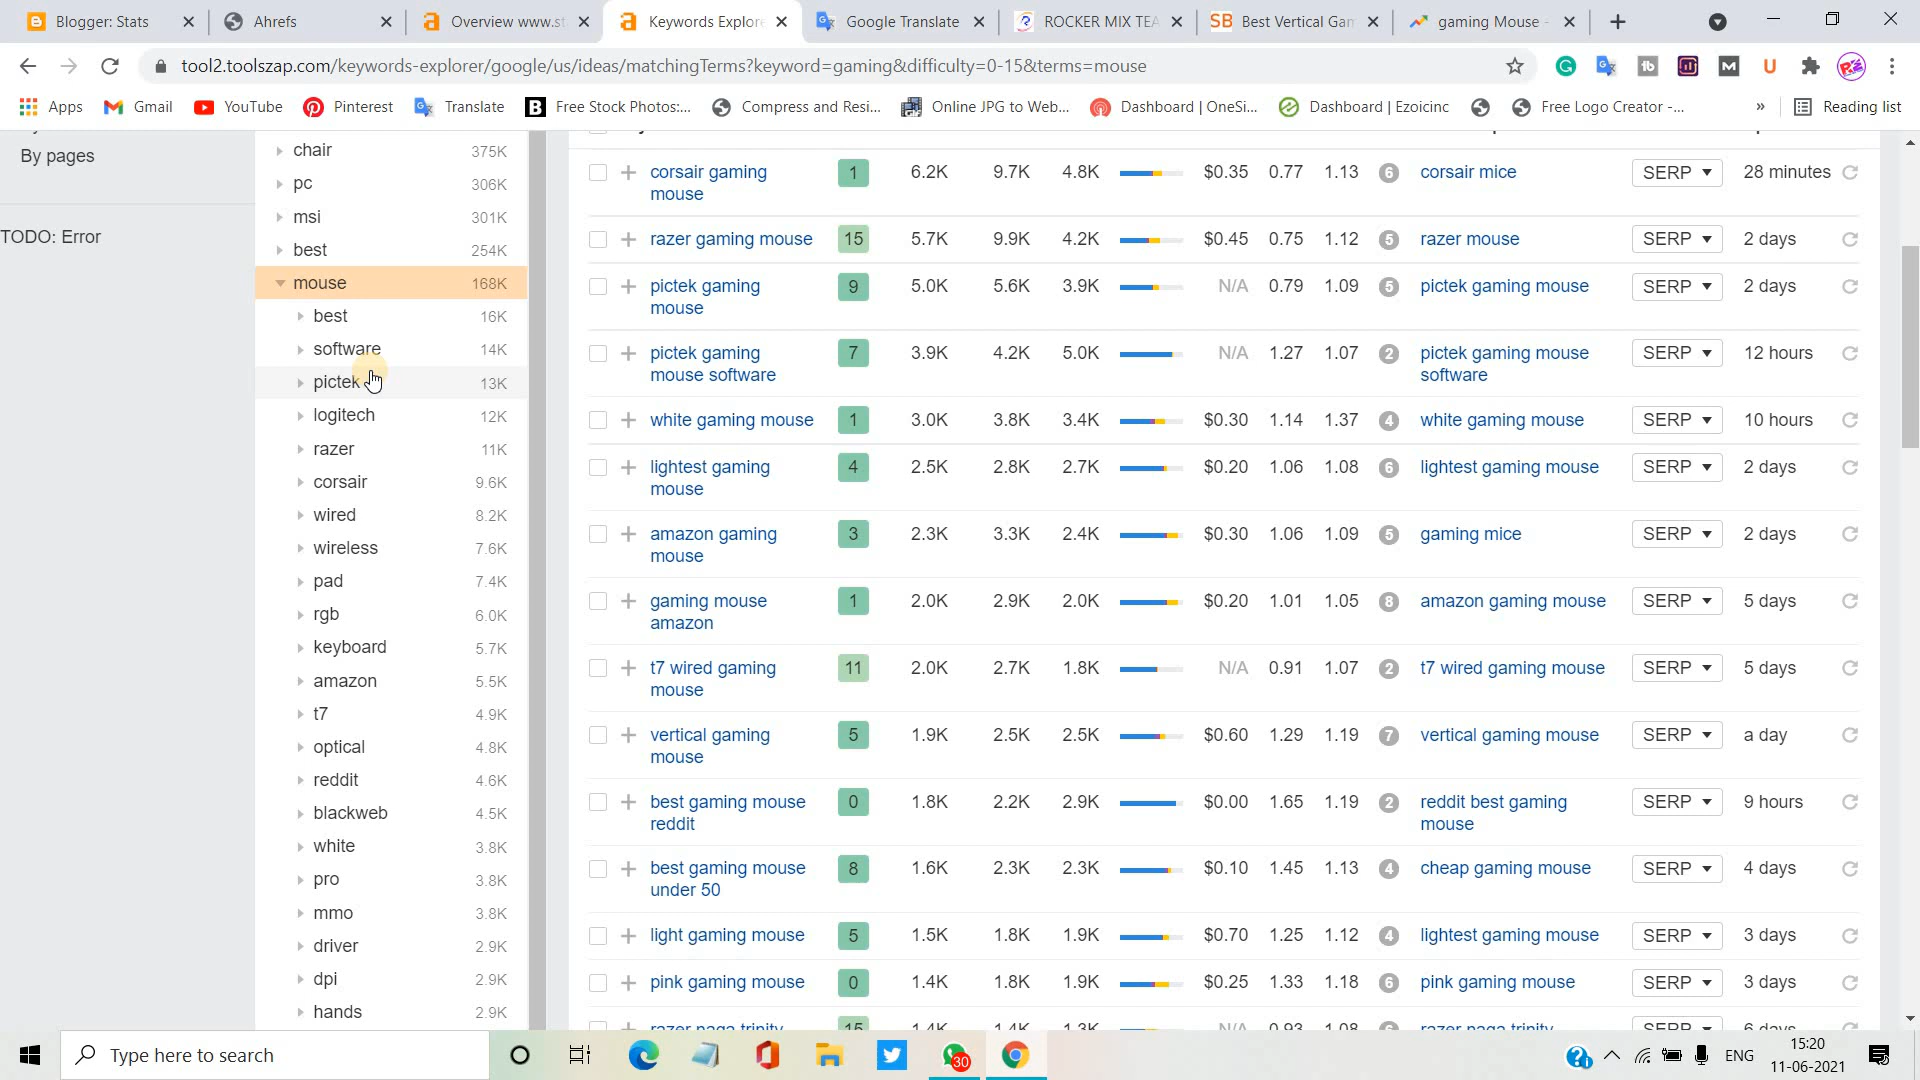 Blogger: Stats
Ahrefs
Overview www.st
Keywords Explore
Google Translate
ROCKER MIX TEA
SB Best Vertical Gam
gaming Mouse -
tool2.toolszap.com/keywords-explorer/google/us/ideas/matchingTerms?keyword=gaming&difficulty=0-15&terms=mouse
Apps Gmail YouTube Pinterest Translate Free Stock Photos:... Compress and Resi... Online JPG to Web... Dashboard | OneSi... Dashboard | Ezoicinc Free Logo Creator -... » Reading list
By pages
TODO: Error
chair 375K
pc 306K
msi 301K
best 254K
mouse 168K
best 16K
software 14K
pictek 13K
logitech 12K
razer 11K
corsair 9.6K
wired 8.2K
wireless 7.6K
pad 7.4K
rgb 6.0K
keyboard 5.7K
amazon 5.5K
t7 4.9K
optical 4.8K
reddit 4.6K
blackweb 4.5K
white 3.8K
pro 3.8K
mmo 3.8K
driver 2.9K
dpi 2.9K
hands 2.9K
corsair gaming 1 6.2K 9.7K 4.8K $0.35 0.77 1.13 6 corsair mice SERP 28 minutes
mouse
razer gaming mouse 15 5.7K 9.9K 4.2K $0.45 0.75 1.12 5 razer mouse SERP 2 days
pictek gaming 9 5.0K 5.6K 3.9K N/A 0.79 1.09 5 pictek gaming mouse SERP 2 days
mouse
pictek gaming 7 3.9K 4.2K 5.0K N/A 1.27 1.07 2 pictek gaming mouse SERP 12 hours
mouse software software
white gaming mouse 1 3.0K 3.8K 3.4K $0.30 1.14 1.37 4 white gaming mouse SERP 10 hours
lightest gaming 4 2.5K 2.8K 2.7K $0.20 1.06 1.08 6 lightest gaming mouse SERP 2 days
mouse
amazon gaming 3 2.3K 3.3K 2.4K $0.30 1.06 1.09 5 gaming mice SERP 2 days
mouse
gaming mouse 1 2.0K 2.9K 2.0K $0.20 1.01 1.05 8 amazon gaming mouse SERP 5 days
amazon
t7 wired gaming 11 2.0K 2.7K 1.8K N/A 0.91 1.07 2 t7 wired gaming mouse SERP 5 days
mouse
vertical gaming 5 1.9K 2.5K 2.5K $0.60 1.29 1.19 7 vertical gaming mouse SERP a day
mouse
best gaming mouse 0 1.8K 2.2K 2.9K $0.00 1.65 1.19 2 reddit best gaming SERP 9 hours
reddit mouse
best gaming mouse 8 1.6K 2.3K 2.3K $0.10 1.45 1.13 4 cheap gaming mouse SERP 4 days
under 50
light gaming mouse 5 1.5K 1.8K 1.9K $0.70 1.25 1.12 4 lightest gaming mouse SERP 3 days
pink gaming mouse 0 1.4K 1.8K 1.9K $0.25 1.33 1.18 6 pink gaming mouse SERP 3 days
razer naga trinity 15 1.4K 1.4K 1.3K N/A 0.93 1.08 razer naga trinity SERP 6 days
Type here to search
30
ENG
15:20
11-06-2021